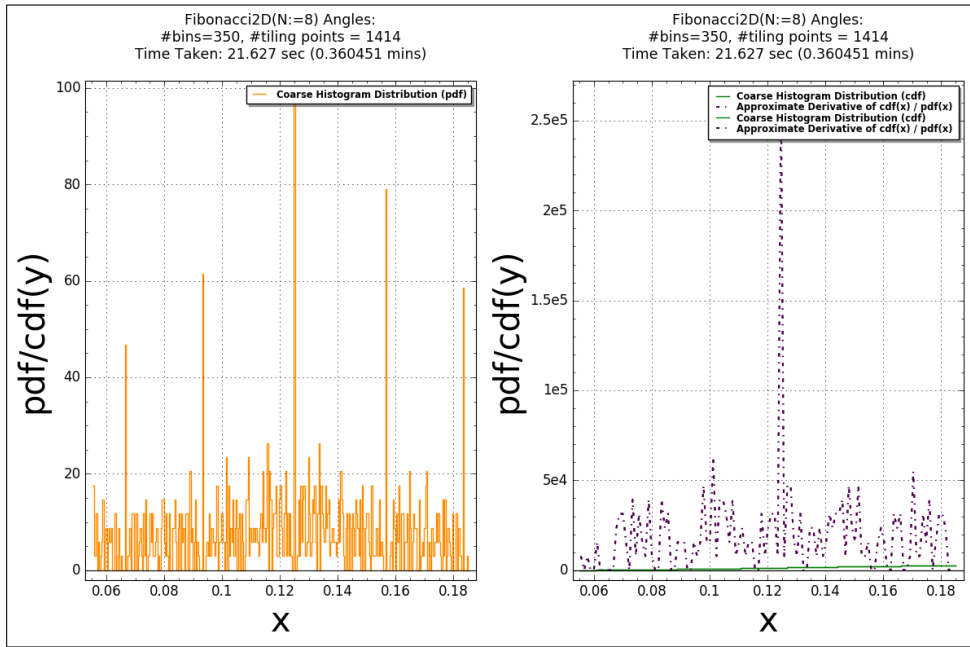 Fibonacci2D(N:=8) Angles:
#bins=350, #tiling points = 1414
Time Taken: 21.627 sec (0.360451 mins)
Coarse Histogram Distribution (pdf)
pdf/cdf(y)
100
80
60
40
20
0
0.06
0.08
0.1
0.12
0.14
0.16
0.18
x
Fibonacci2D(N:=8) Angles:
#bins=350, #tiling points = 1414
Time Taken: 21.627 sec (0.360451 mins)
Coarse Histogram Distribution (cdf)
Approximate Derivative of cdf(x) / pdf(x)
Coarse Histogram Distribution (cdf)
Approximate Derivative of cdf(x) / pdf(x)
pdf/cdf(y)
2.5e5
2e5
1.5e5
1e5
5e4
0
0.06
0.08
0.1
0.12
0.14
0.16
0.18
x